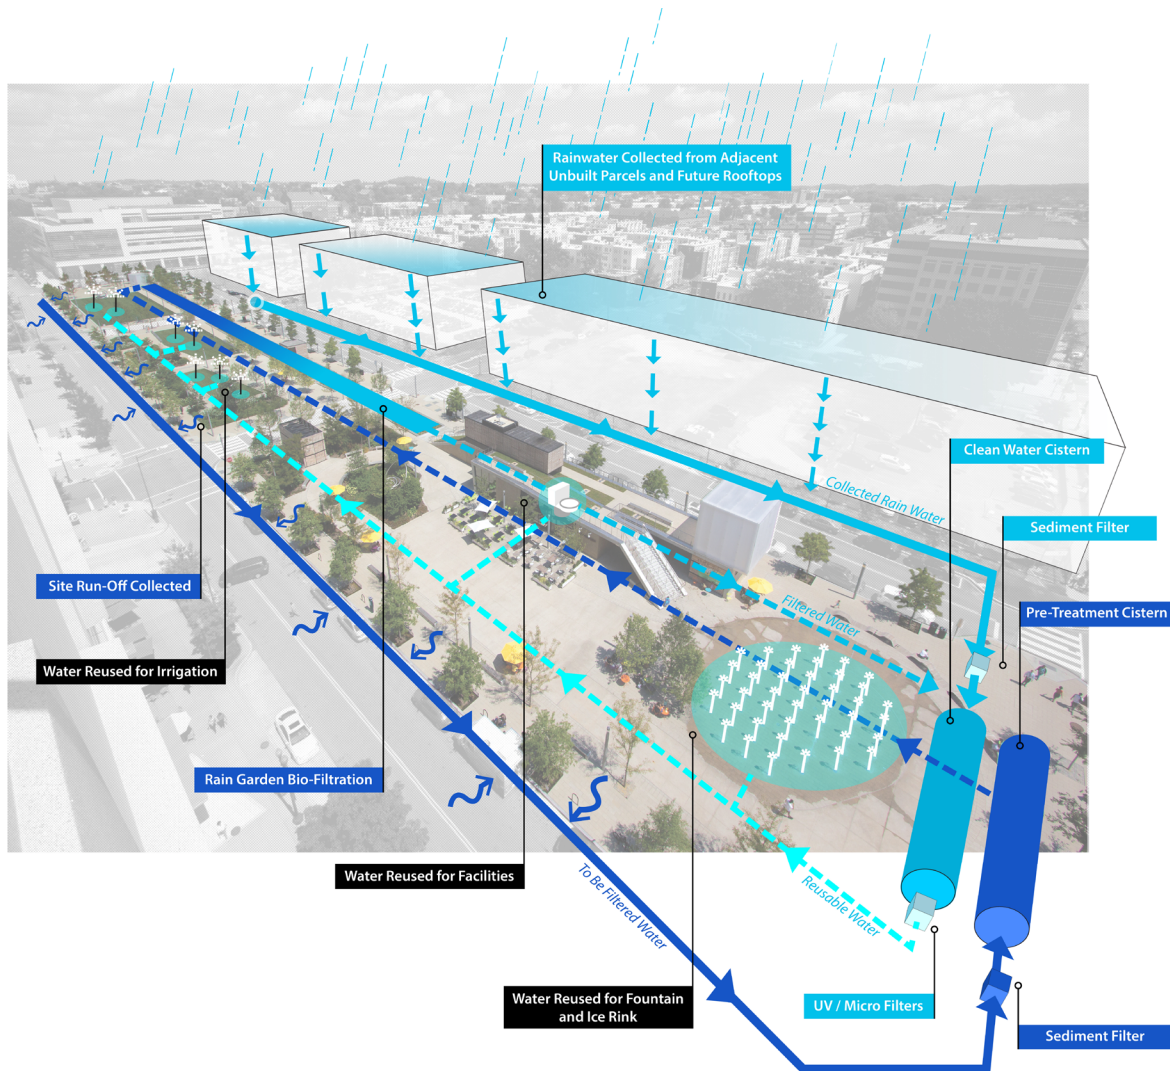 Rainwater Collected from Adjacent
Unbuilt Parcels and Future Rooftops
Clean Water Cistern
Collected Rain Water
Sediment Filter
Site Run-Off Collected
Filtered Water
Pre-Treatment Cistern
Water Reused for Irrigation
Rain Garden Bio-Filtration
Water Reused for Facilities
To Be Filtered Water
Reusable Water
Water Reused for Fountain
and Ice Rink
UV / Micro Filters
Sediment Filter